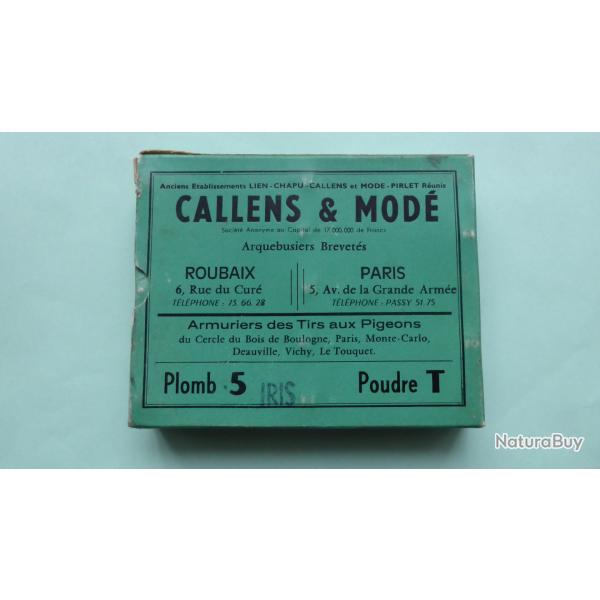 Anciens Etablissements LIEN - CHAPU - CALLENS et MODE - PIRLET Réunis
CALLENS & MODÉ
Société Anonyme au Capital de 17.000.000 de Francs
Arquebusiers Brevetés
ROUBAIX
6, Rue du Curé
TÉLÉPHONE : 73. 66. 28
PARIS
5, Av. de la Grande Armée
TÉLÉPHONE : PASSY 51.75
Armuriers des Tirs aux Pigeons
du Cercle du Bois de Boulogne, Paris, Monte-Carlo,
Deauville, Vichy, Le Touquet.
Plomb 5 IRIS Poudre T
NaturaBuy